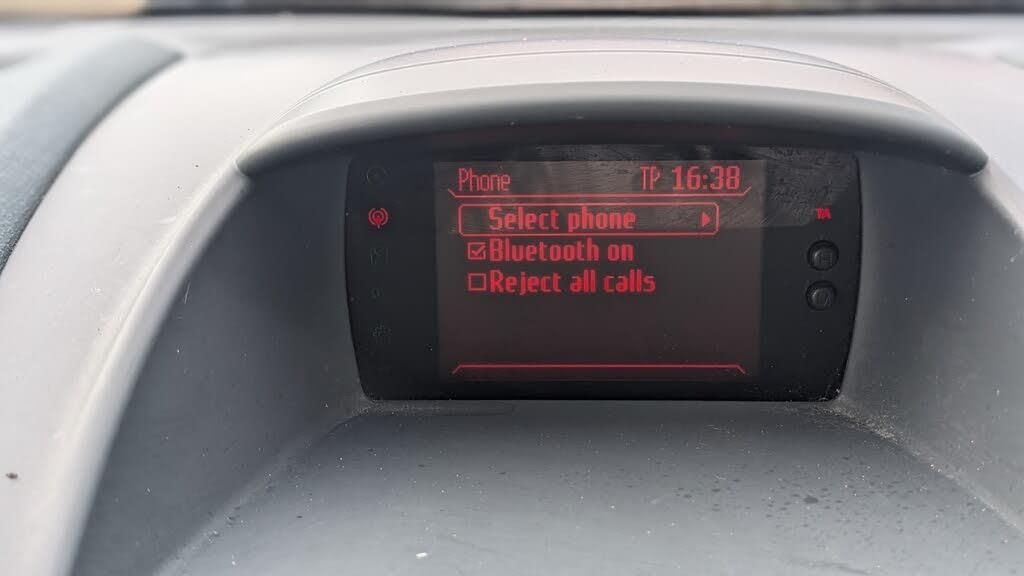 Phone TP 16:38
TA
Select phone
Bluetooth on
Reject all calls